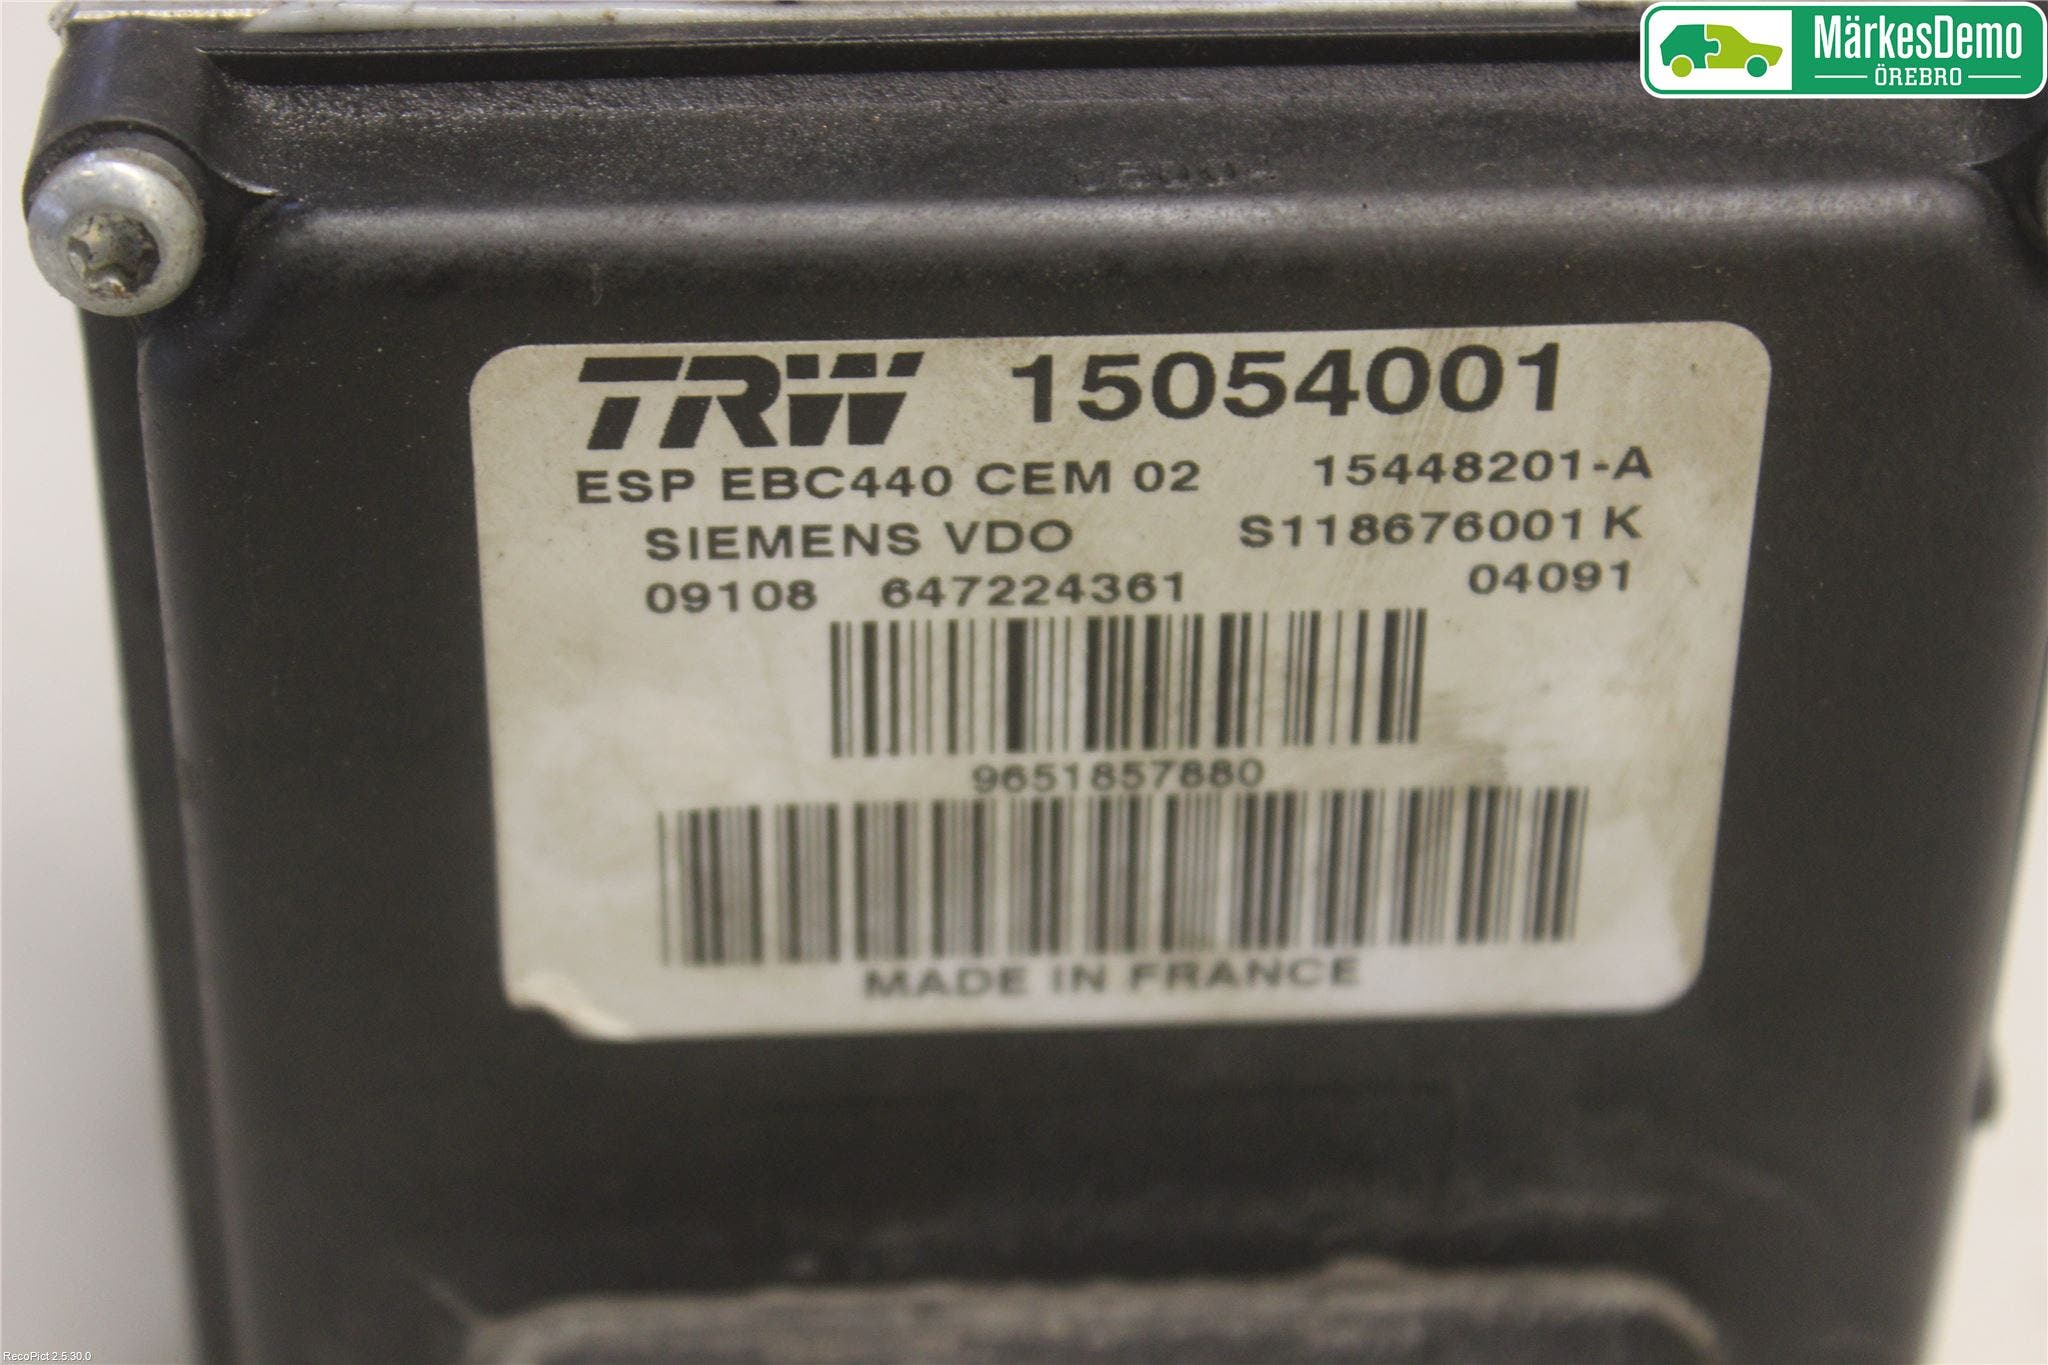 MärkesDemo
ÖREBRO
TRW 15054001
ESP EBC440 CEM 02 15448201-A
SIEMENS VDO S118676001 K
09108 647224361 04091
9651857880
MADE IN FRANCE
RecoPict 2.5.30.0